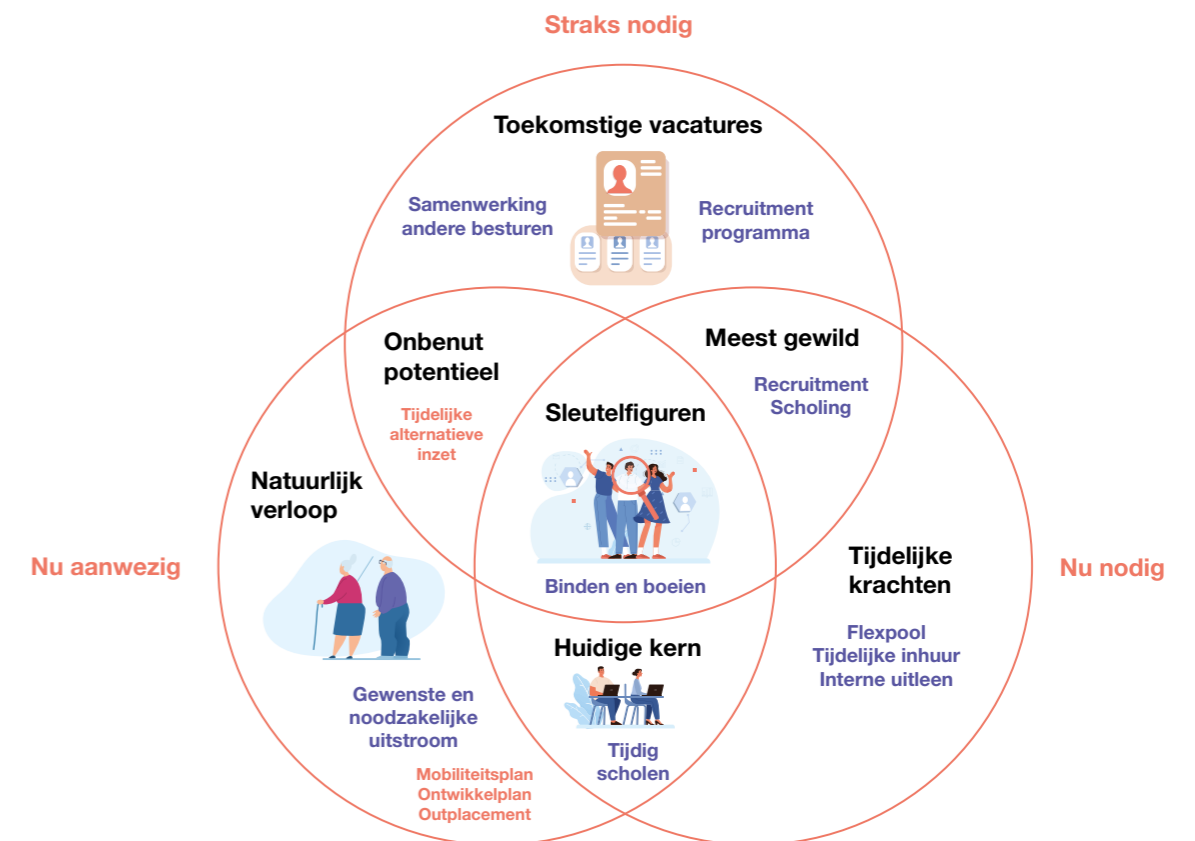 Straks nodig
Toekomstige vacatures
Samenwerking
andere besturen
Recruitment
programma
Onbenut
potentieel
Tijdelijke
alternatieve
inzet
Meest gewild
Recruitment
Scholing
Sleutelfiguren
Binden en boeien
Natuurlijk
verloop
Nu aanwezig
Gewenste en
noodzakelijke
uitstroom
Mobiliteitsplan
Ontwikkelplan
Outplacement
Huidige kern
Tijdig
scholen
Tijdelijke
krachten
Flexpool
Tijdelijke inhuur
Interne uitleen
Nu nodig